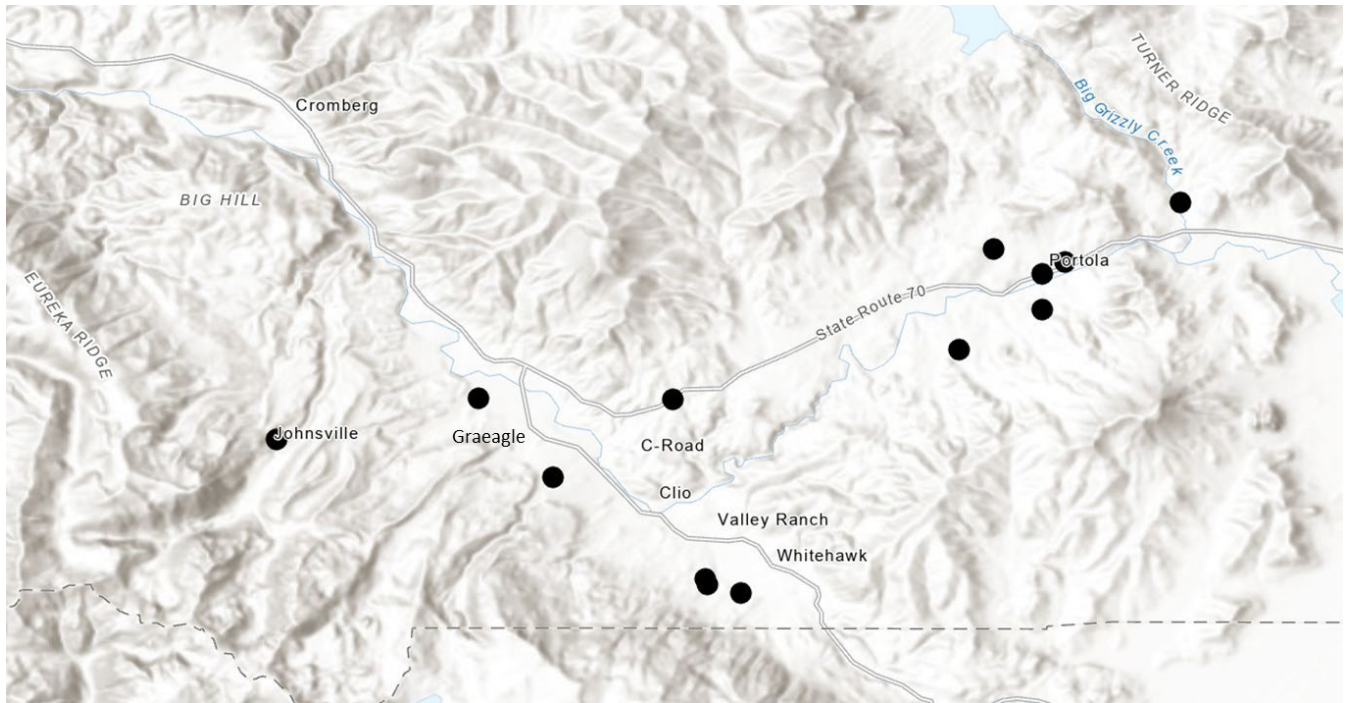 TURNER RIDGE
Cromberg
Big Grizzly Creek
BIG HILL
Portola
EUREKA RIDGE
State Route 70
Johnsville
Graeagle
C-Road
Clio
Valley Ranch
Whitehawk